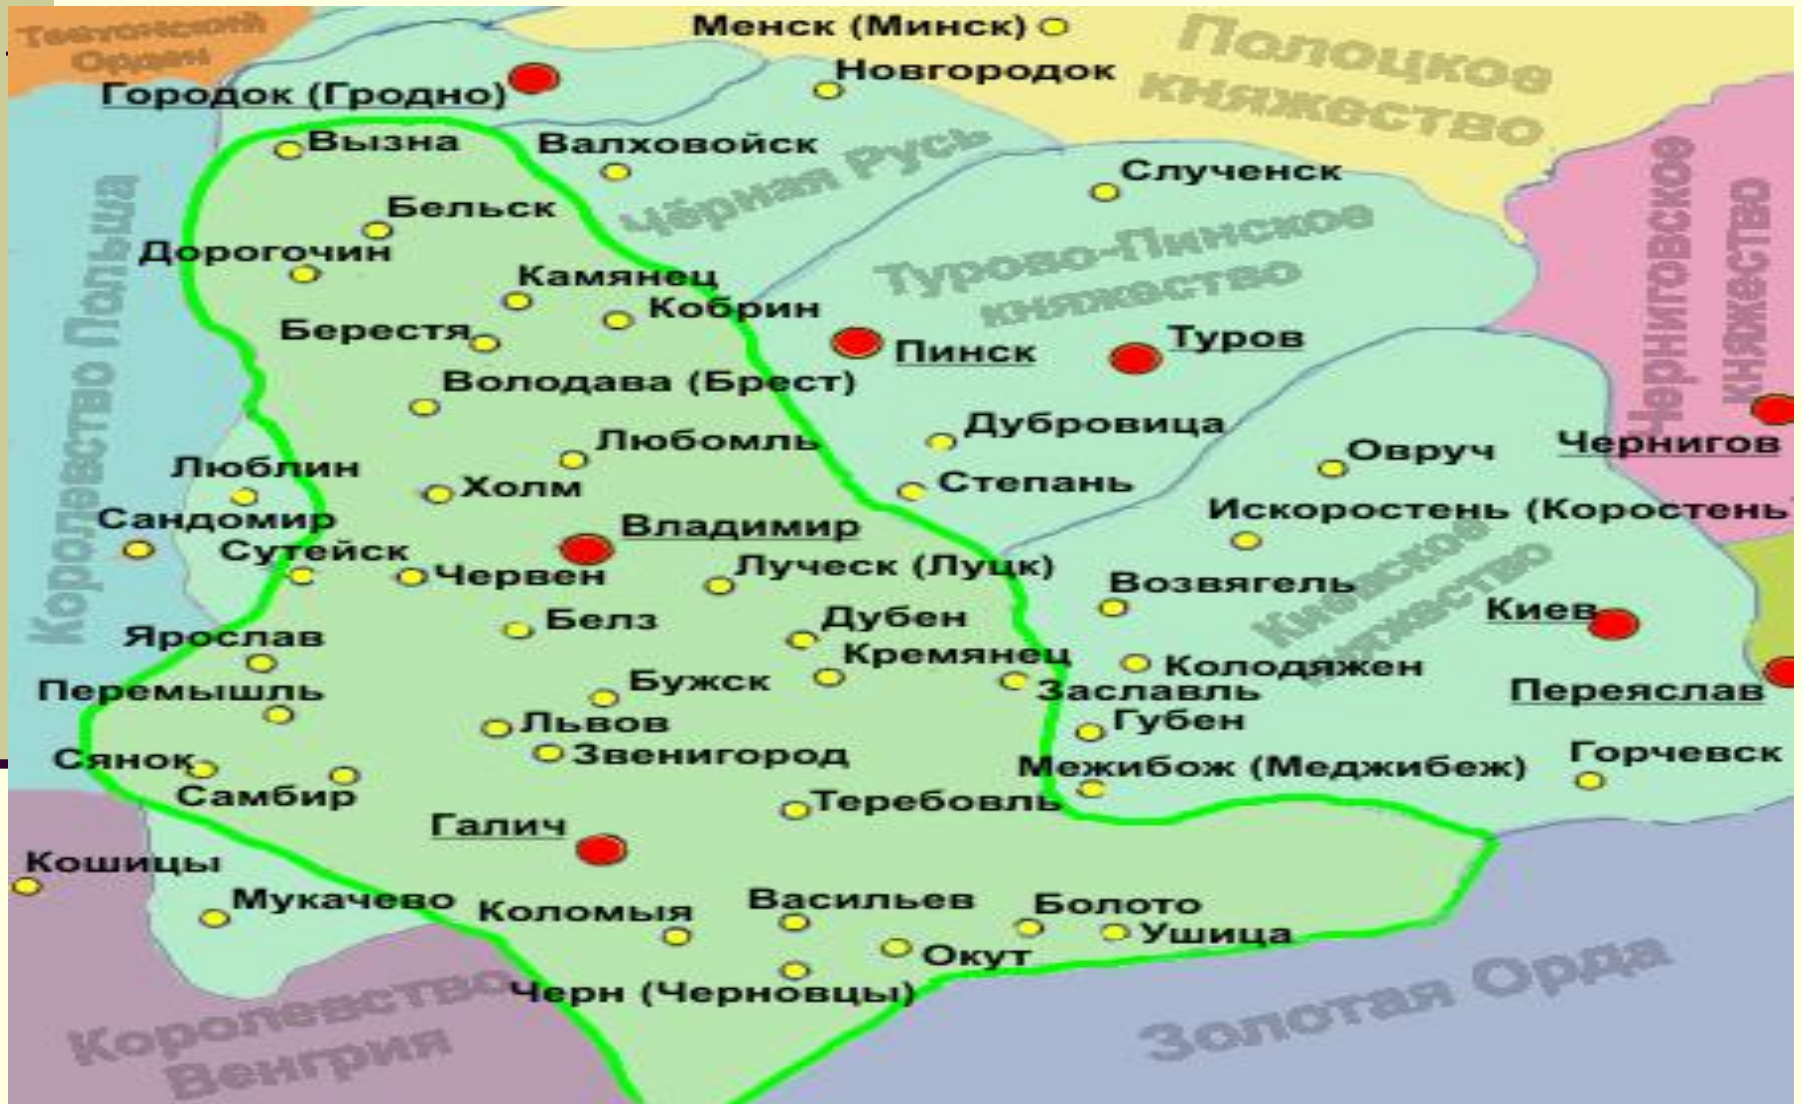 Тевтонский
Орден
Менск (Минск)
Полоцкое
княжество
Городок (Гродно)
Новгородок
Вызна
Валховойск
Чёрная Русь
Слученск
Черниговское
княжество
Королевство Польша
Бельск
Дорогочин
Камянец
Кобрин
Турово-Пинское
княжество
Берестя
Пинск
Туров
Володава (Брест)
Дубровица
Любомль
Овруч
Чернигов
Люблин
Холм
Степань
Сандомир
Владимир
Искоростень (Коростень
Сутейск
Червен
Луческ (Луцк)
Возвягель
Киевское
княжество
Киев
Ярослав
Белз
Дубен
Кремянец
Колодяжен
Перемышль
Бужск
Заславль
Переяслав
Львов
Губен
Сянок
Звенигород
Межибож (Меджибеж)
Горчевск
Самбир
Теребовль
Галич
Кошицы
Мукачево
Коломыя
Васильев
Болото
Ушица
Окут
Черн (Черновцы)
Королевство
Венгрия
Золотая Орда